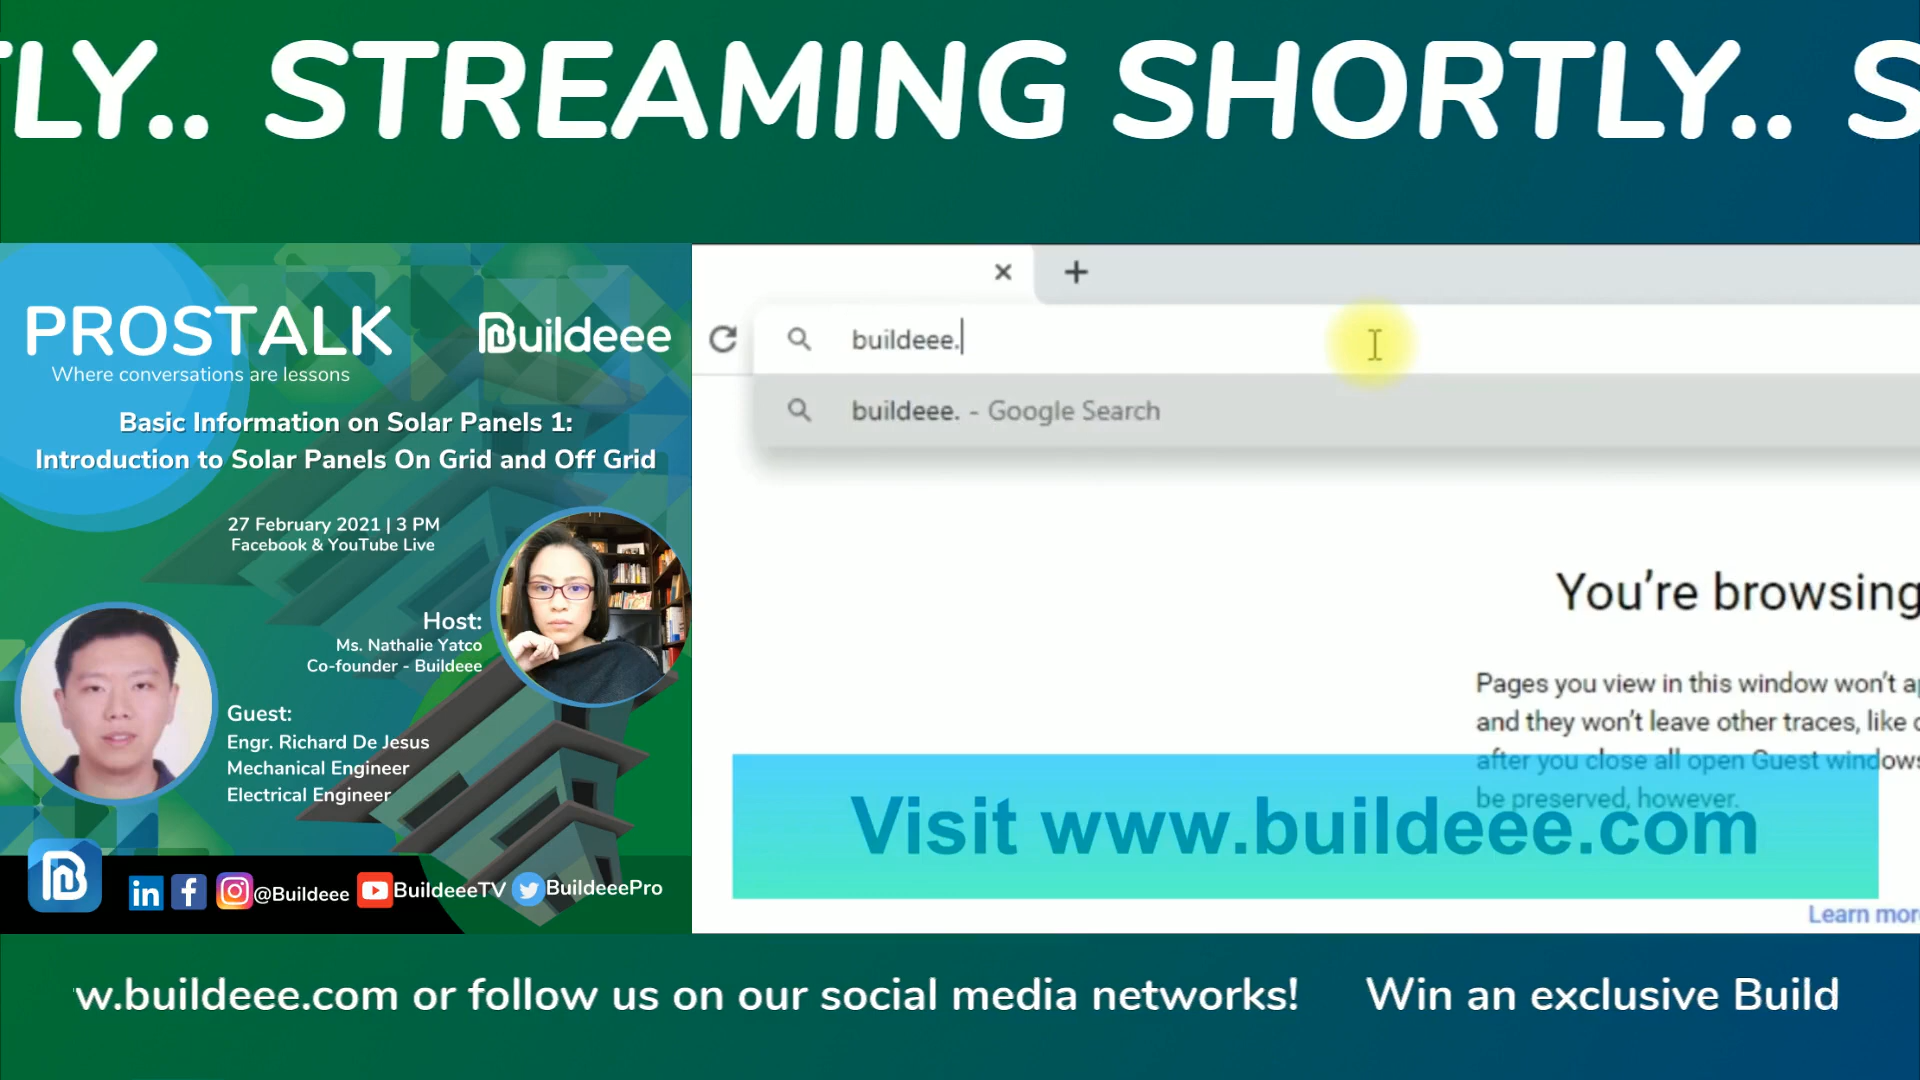 LY.. STREAMING SHORTLY.. S
PROSTALK
Where conversations are lessons
Buildeee
Basic Information on Solar Panels 1:
Introduction to Solar Panels On Grid and Off Grid
27 February 2021 | 3 PM
Facebook & YouTube Live
Host:
Ms. Nathalie Yatco
Co-founder - Buildeee
Guest:
Engr. Richard De Jesus
Mechanical Engineer
Electrical Engineer
in f @Buildeee BuildeeeTV BuildeeePro
buildeee.
buildeee. - Google Search
You're browsing
Pages you view in this window won't a
and they won't leave other traces, like
after you close all open Guest windows
be preserved, however.
Visit www.buildeee.com
Learn more
w.buildeee.com or follow us on our social media networks! Win an exclusive Build